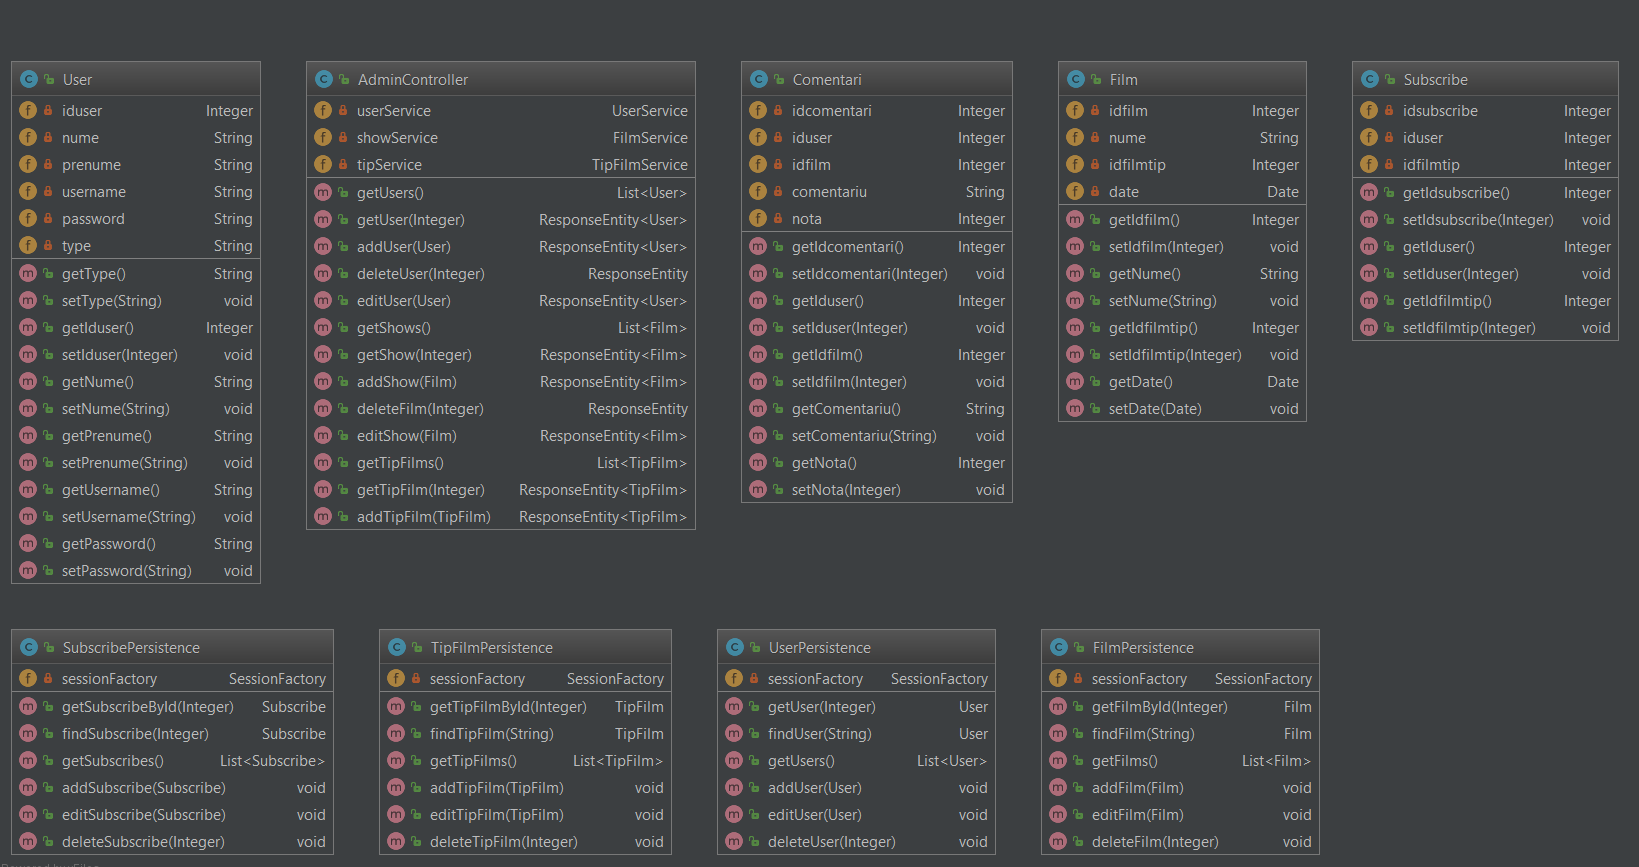 User
iduser Integer
nume String
prenume String
username String
password String
type String
getType() String
setType(String) void
getIduser() Integer
setIduser(Integer) void
getNume() String
setNume(String) void
getPrenume() String
setPrenume(String) void
getUsername() String
setUsername(String) void
getPassword() String
setPassword(String) void
AdminController
userService UserService
showService FilmService
tipService TipFilmService
getUsers() List<User>
getUser(Integer) ResponseEntity<User>
addUser(User) ResponseEntity<User>
deleteUser(Integer) ResponseEntity
editUser(User) ResponseEntity<User>
getShows() List<Film>
getShow(Integer) ResponseEntity<Film>
addShow(Film) ResponseEntity<Film>
deleteFilm(Integer) ResponseEntity
editShow(Film) ResponseEntity<Film>
getTipFilms() List<TipFilm>
getTipFilm(Integer) ResponseEntity<TipFilm>
addTipFilm(TipFilm) ResponseEntity<TipFilm>
Comentari
idcomentari Integer
iduser Integer
idfilm Integer
comentariu String
nota Integer
getIdcomentari() Integer
setIdcomentari(Integer) void
getIduser() Integer
setIduser(Integer) void
getIdfilm() Integer
setIdfilm(Integer) void
getComentariu() String
setComentariu(String) void
getNota() Integer
setNota(Integer) void
Film
idfilm Integer
nume String
idfilmtip Integer
date Date
getIdfilm() Integer
setIdfilm(Integer) void
getNume() String
setNume(String) void
getIdfilmtip() Integer
setIdfilmtip(Integer) void
getDate() Date
setDate(Date) void
Subscribe
idsubscribe Integer
iduser Integer
idfilmtip Integer
getIdsubscribe() Integer
setIdsubscribe(Integer) void
getIduser() Integer
setIduser(Integer) void
getIdfilmtip() Integer
setIdfilmtip(Integer) void
SubscribePersistence
sessionFactory SessionFactory
getSubscribeById(Integer) Subscribe
findSubscribe(Integer) Subscribe
getSubscribes() List<Subscribe>
addSubscribe(Subscribe) void
editSubscribe(Subscribe) void
deleteSubscribe(Integer) void
TipFilmPersistence
sessionFactory SessionFactory
getTipFilmById(Integer) TipFilm
findTipFilm(String) TipFilm
getTipFilms() List<TipFilm>
addTipFilm(TipFilm) void
editTipFilm(TipFilm) void
deleteTipFilm(Integer) void
UserPersistence
sessionFactory SessionFactory
getUser(Integer) User
findUser(String) User
getUsers() List<User>
addUser(User) void
editUser(User) void
deleteUser(Integer) void
FilmPersistence
sessionFactory SessionFactory
getFilmById(Integer) Film
findFilm(String) Film
getFilms() List<Film>
addFilm(Film) void
editFilm(Film) void
deleteFilm(Integer) void